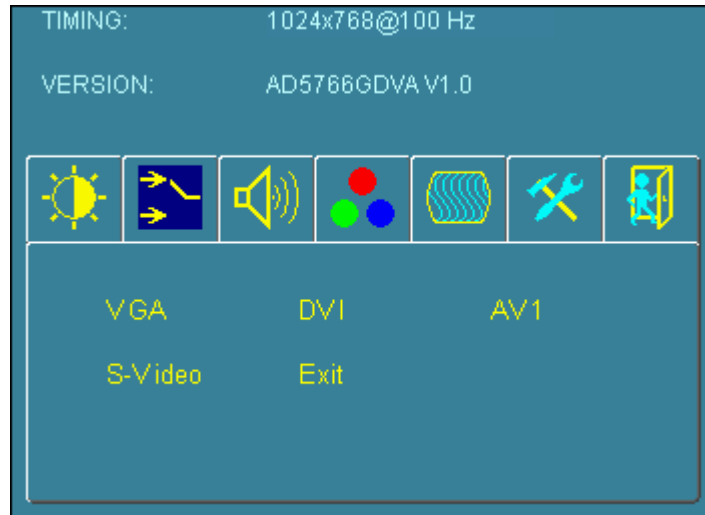 TIMING: 1024x768@100 Hz
VERSION: AD5766GDVA V1.0
VGA DVI AV1
S-Video Exit